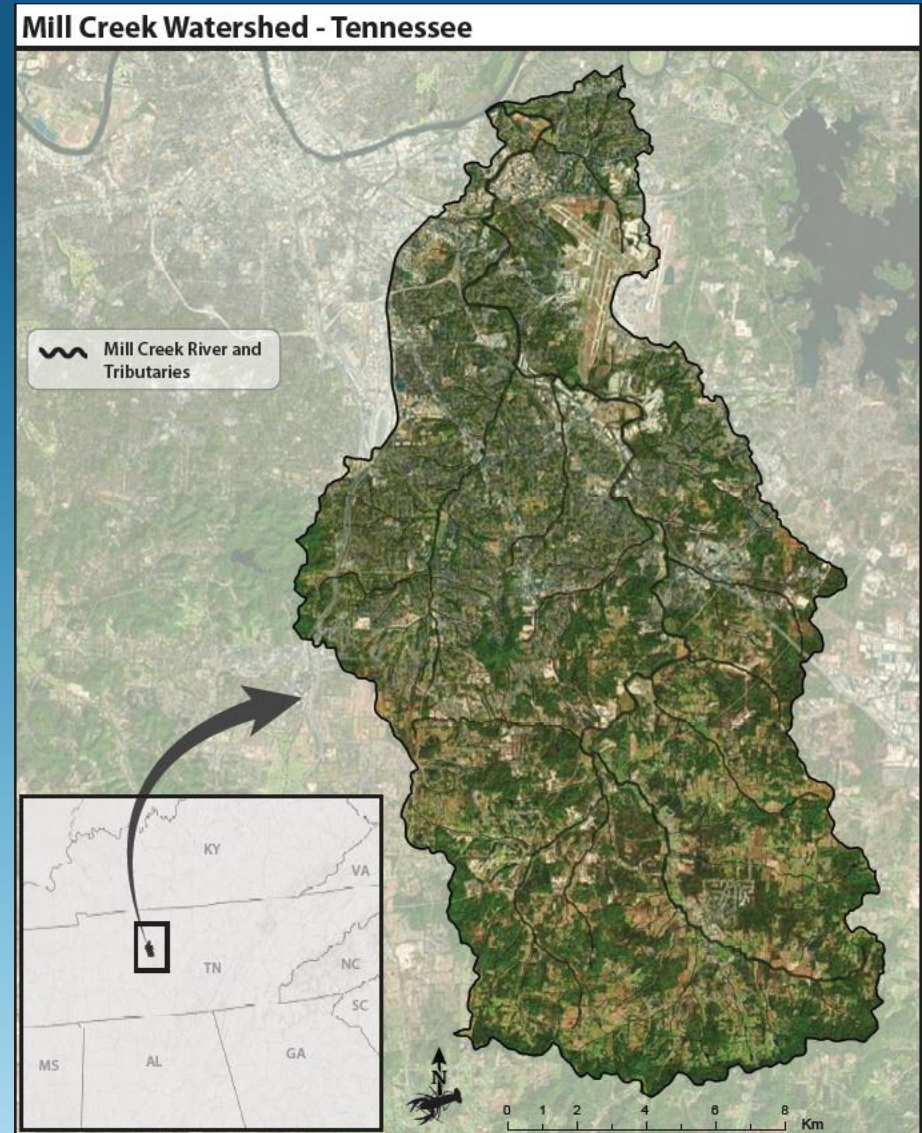 Mill Creek Watershed - Tennessee
Mill Creek River and
Tributaries
KY
VA
TN
NC
SC
MS
AL
GA
N
0 1 2 4 6 8
Km